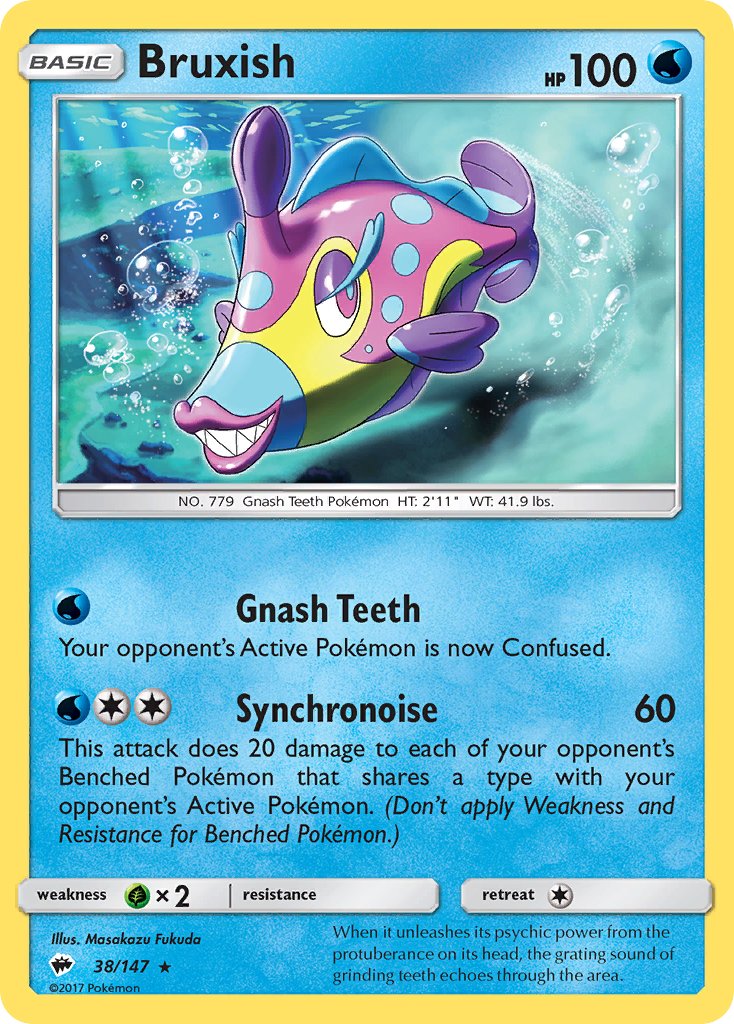 BASIC Bruxish HP 100
NO. 779 Gnash Teeth Pokémon HT: 2'11" WT: 41.9 lbs.
Gnash Teeth
Your opponent's Active Pokémon is now Confused.
Synchronoise 60
This attack does 20 damage to each of your opponent's
Benched Pokémon that shares a type with your
opponent's Active Pokémon. (Don't apply Weakness and
Resistance for Benched Pokémon.)
weakness × 2 resistance retreat
Illus. Masakazu Fukuda
38/147 ★
©2017 Pokémon
When it unleashes its psychic power from the
protuberance on its head, the grating sound of
grinding teeth echoes through the area.